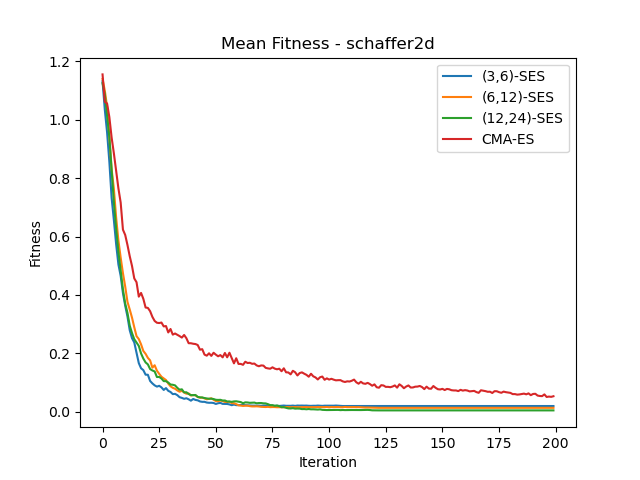 Mean Fitness - schaffer2d
1.2
1.0
0.8
0.6
0.4
0.2
0.0
Fitness
(3,6)-SES
(6,12)-SES
(12,24)-SES
CMA-ES
0 25 50 75 100 125 150 175 200
Iteration